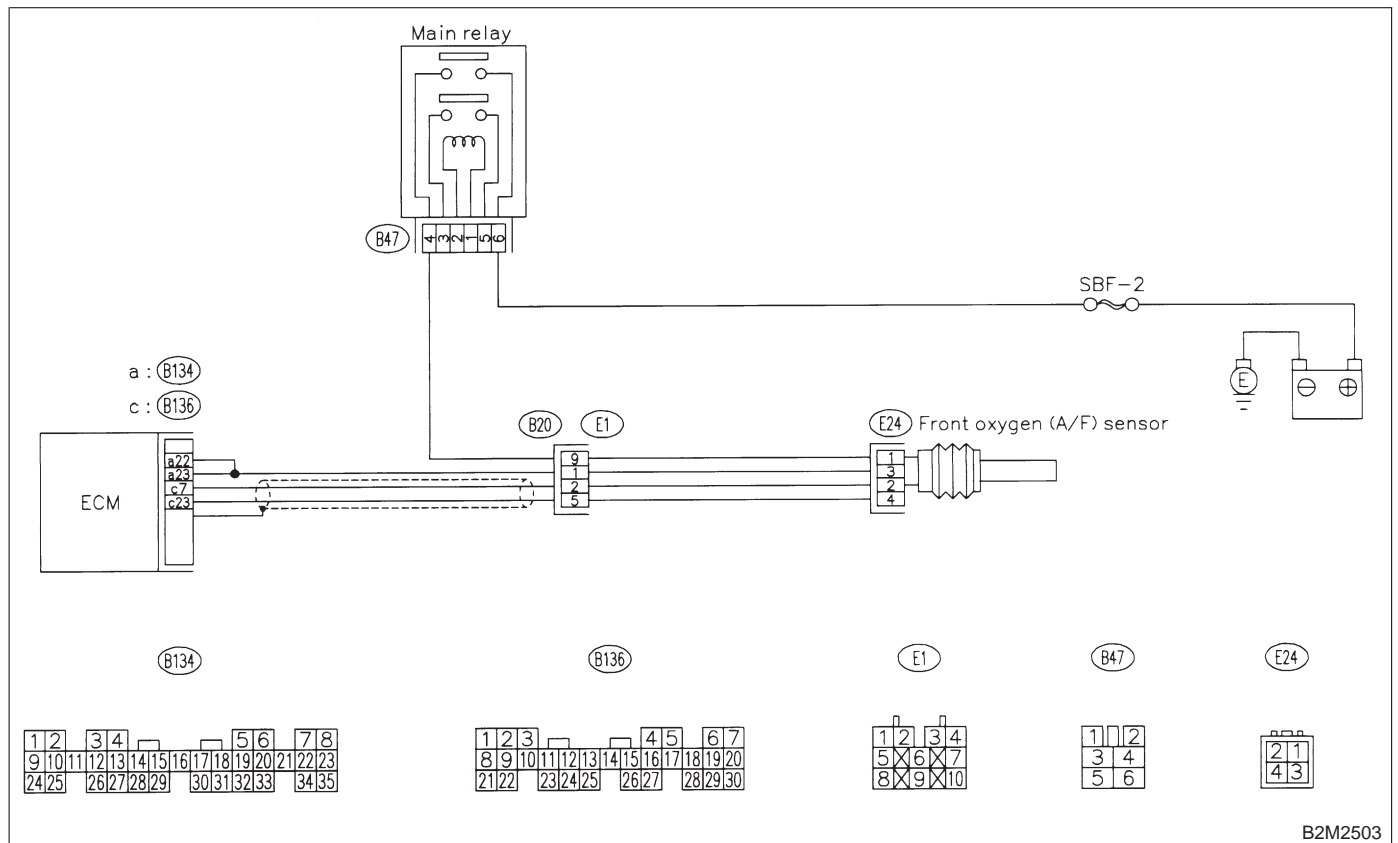 Main relay
B47
4 3 2 1 5 6
SBF-2
E
⊖ ⊕
a : B134
c : B136
B20 E1
E24 Front oxygen (A/F) sensor
ECM
a22
a23
c7
c23
9
1
2
5
1
3
2
4
B134
1 2 3 4 5 6 7 8
9 10 11 12 13 14 15 16 17 18 19 20 21 22 23
24 25 26 27 28 29 30 31 32 33 34 35
B136
1 2 3 4 5 6 7
8 9 10 11 12 13 14 15 16 17 18 19 20
21 22 23 24 25 26 27 28 29 30
E1
1 2 3 4
5 6 7
8 9 10
B47
1 2
3 4
5 6
E24
2 1
4 3
B2M2503